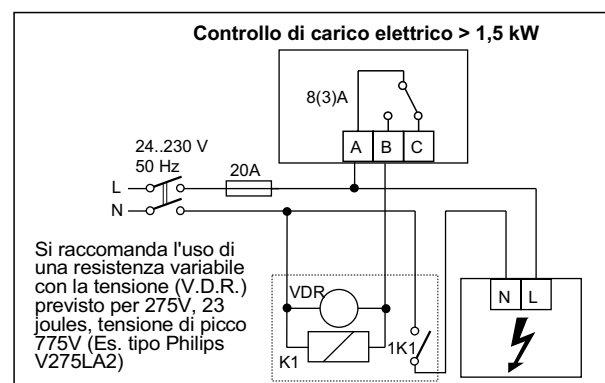 Controllo di carico elettrico > 1,5 kW
8(3)A
A B C
24..230 V
50 Hz
20A
L
N
Si raccomanda l'uso di
una resistenza variabile
con la tensione (V.D.R.)
previsto per 275V, 23
joules, tensione di picco
775V (Es. tipo Philips
V275LA2)
VDR
K1
1K1
N L